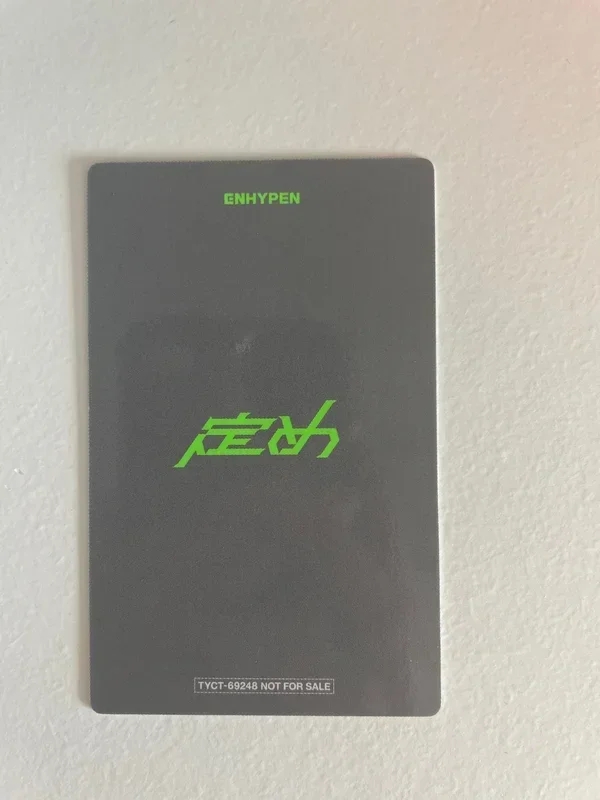 ENHYPEN
定め
TYCT-69248 NOT FOR SALE